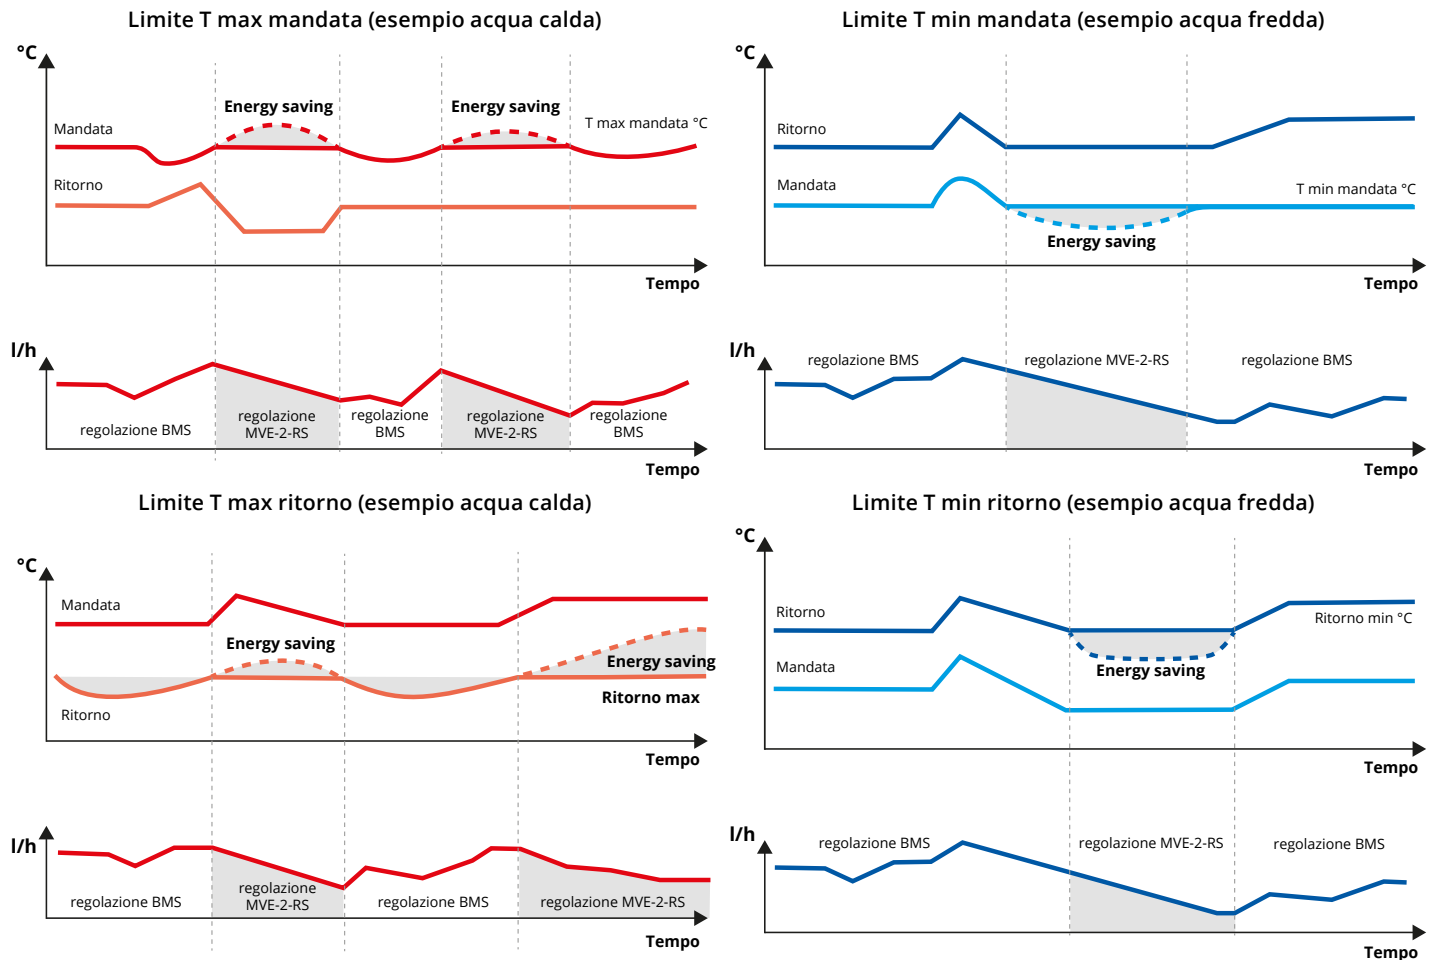 Limite T max mandata (esempio acqua calda)
°C
Energy saving
Energy saving
T max mandata °C
Mandata
Ritorno
Tempo
l/h
regolazione BMS
regolazione
MVE-2-RS
regolazione
BMS
regolazione
MVE-2-RS
regolazione
BMS
Tempo
Limite T min mandata (esempio acqua fredda)
°C
Ritorno
Mandata
T min mandata °C
Energy saving
Tempo
l/h
regolazione BMS
regolazione MVE-2-RS
regolazione BMS
Tempo
Limite T max ritorno (esempio acqua calda)
°C
Mandata
Energy saving
Energy saving
Ritorno max
Ritorno
Tempo
l/h
regolazione BMS
regolazione
MVE-2-RS
regolazione BMS
regolazione MVE-2-RS
Tempo
Limite T min ritorno (esempio acqua fredda)
°C
Ritorno
Ritorno min °C
Mandata
Energy saving
Tempo
l/h
regolazione BMS
regolazione MVE-2-RS
regolazione BMS
Tempo